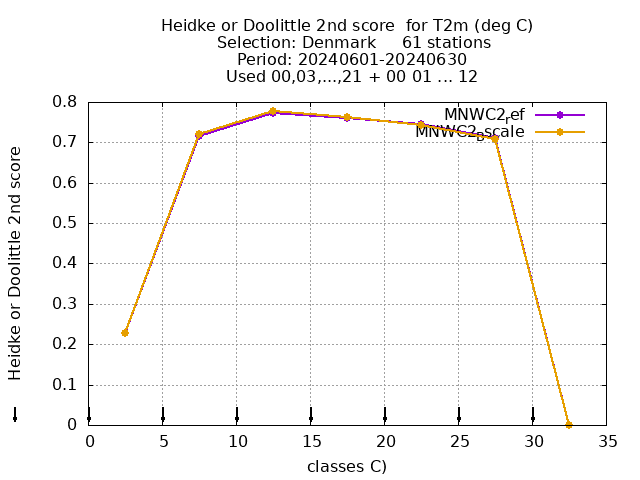 Heidke or Doolittle 2nd score  for T2m (deg C)
Selection: Denmark     61 stations
Period: 20240601-20240630
Used 00,03,...,21 + 00 01 ... 12
MNWC2ref
MNWC2Bscale
Heidke or Doolittle 2nd score
0.8
0.7
0.6
0.5
0.4
0.3
0.2
0.1
0
0 5 10 15 20 25 30 35
classes C)